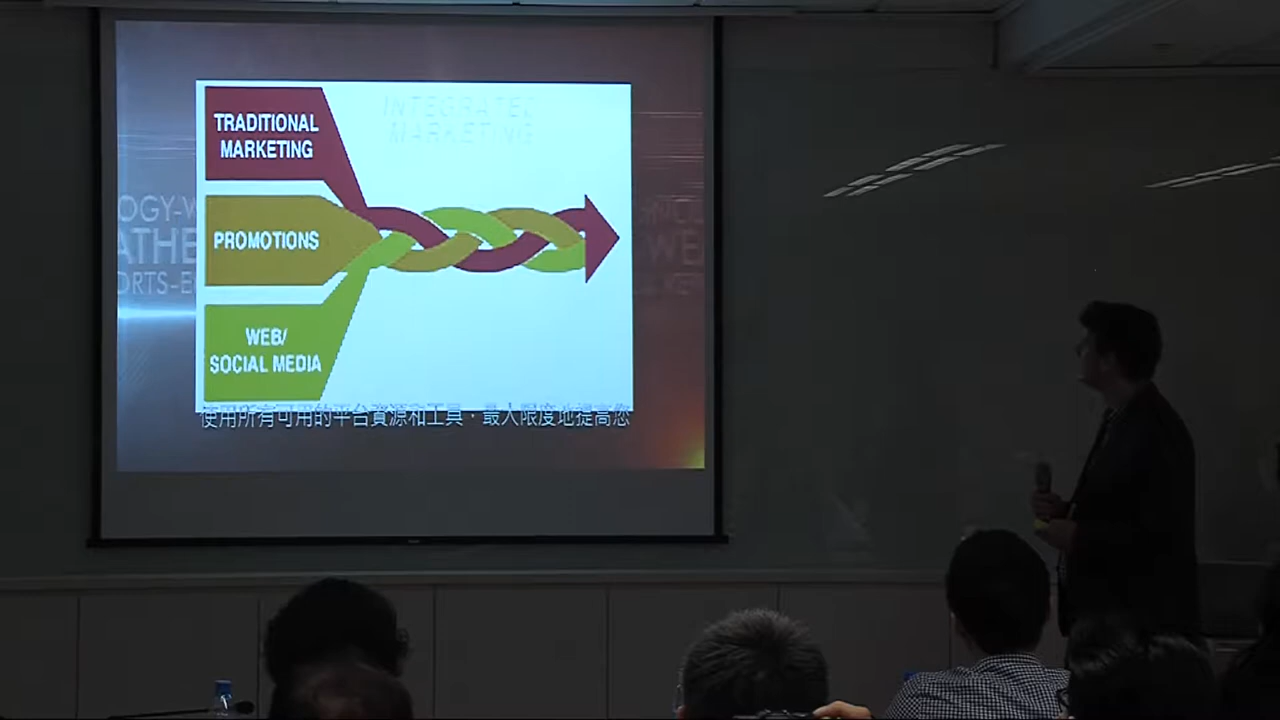 INTEGRATED
MARKETING
TRADITIONAL
MARKETING
PROMOTIONS
WEB/
SOCIAL MEDIA
使用所有可用的平台資源和工具，最大限度地提高您